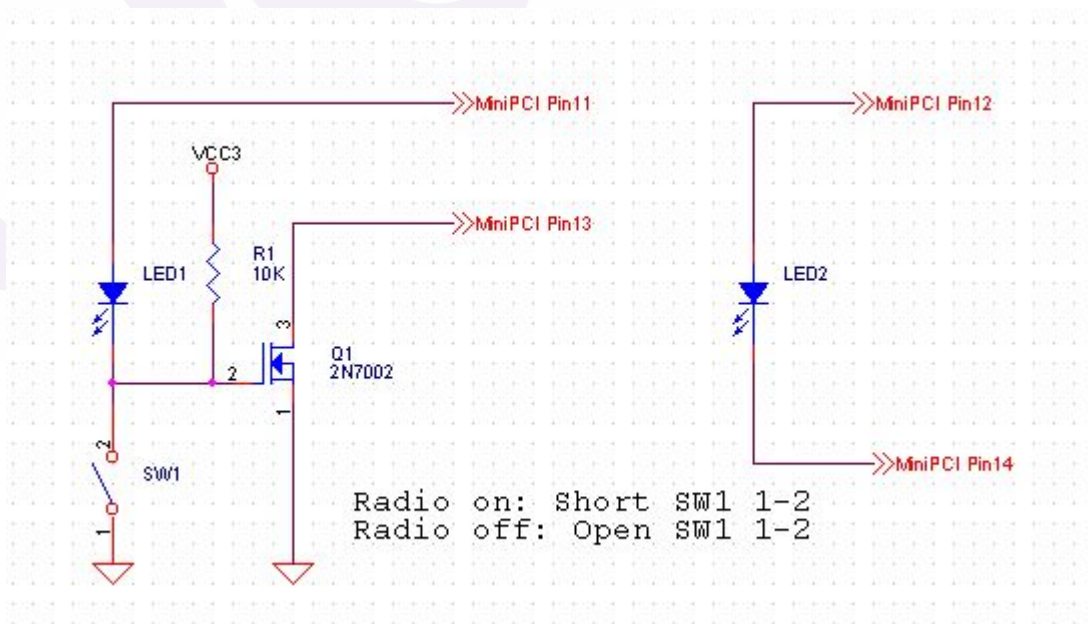 MiniPCI Pin11
MiniPCI Pin12
VCC3
MiniPCI Pin13
R1
10K
LED1
LED2
3
Q1
2N7002
2
1
2
SW1
1
MiniPCI Pin14
Radio on: Short SW1 1-2
Radio off: Open SW1 1-2